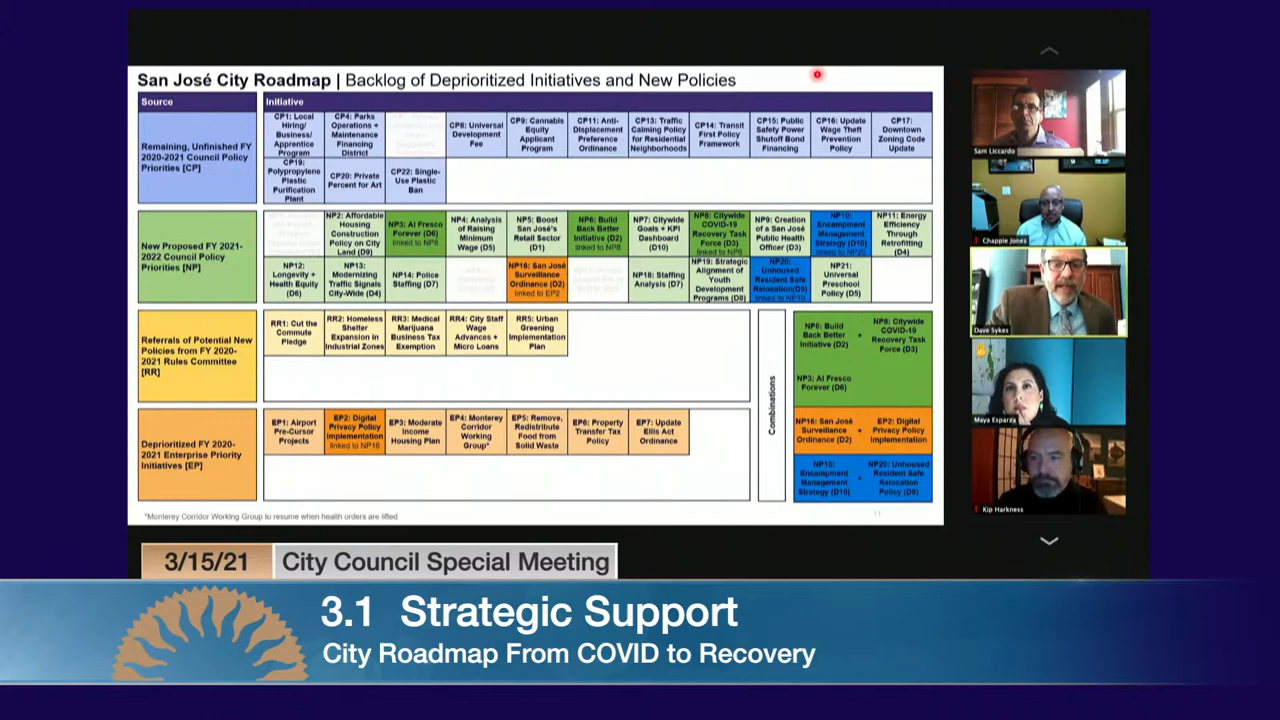 San José City Roadmap | Backlog of Deprioritized Initiatives and New Policies
Source
Initiative
Remaining, Unfinished FY
2020-2021 Council Policy
Priorities [CP]
CP1: Local
Hiring/
Business/
Apprentice
Program
CP4: Parks
Operations +
Maintenance
Financing
District
CP8: Universal
Development
Fee
CP9: Cannabis
Equity
Applicant
Program
CP11: Anti-
Displacement
Preference
Ordinance
CP13: Traffic
Calming Policy
for Residential
Neighborhoods
CP14: Transit
First Policy
Framework
CP15: Public
Safety Power
Shutoff Bond
Financing
CP16: Update
Wage Theft
Prevention
Policy
CP17:
Downtown
Zoning Code
Update
CP19:
Polypropylene
Plastic
Purification
Plant
CP20: Private
Percent for Art
CP22: Single-
Use Plastic
Ban
New Proposed FY 2021-
2022 Council Policy
Priorities [NP]
NP2: Affordable
Housing
Construction
Policy on City
Land (D9)
NP3: Al Fresco
Forever (D6)
linked to NP8
NP4: Analysis
of Raising
Minimum
Wage (D5)
NP5: Boost
San José's
Retail Sector
(D1)
NP6: Build
Back Better
Initiative (D2)
linked to NP8
NP7: Citywide
Goals + KPI
Dashboard
(D10)
NP8: Citywide
COVID-19
Recovery Task
Force (D3)
linked to NP6
NP9: Creation
of a San José
Public Health
Officer (D3)
NP10:
Encampment
Management
Strategy (D10)
linked to NP20
NP11: Energy
Efficiency
Through
Retrofitting
(D4)
NP12:
Longevity +
Health Equity
(D6)
NP13:
Modernizing
Traffic Signals
City-Wide (D4)
NP14: Police
Staffing (D7)
NP16: San José
Surveillance
Ordinance (D2)
linked to EP2
NP18: Staffing
Analysis (D7)
NP19: Strategic
Alignment of
Youth
Development
Programs (D8)
NP20:
Unhoused
Resident Safe
Relocation(D9)
linked to NP10
NP21:
Universal
Preschool
Policy (D5)
Referrals of Potential New
Policies from FY 2020-
2021 Rules Committee
[RR]
RR1: Cut the
Commute
Pledge
RR2: Homeless
Shelter
Expansion in
Industrial Zones
RR3: Medical
Marijuana
Business Tax
Exemption
RR4: City Staff
Wage
Advances +
Micro Loans
RR5: Urban
Greening
Implementation
Plan
Deprioritized FY 2020-
2021 Enterprise Priority
Initiatives [EP]
EP1: Airport
Pre-Cursor
Projects
EP2: Digital
Privacy Policy
Implementation
linked to NP16
EP3: Moderate
Income
Housing Plan
EP4: Monterey
Corridor
Working
Group*
EP5: Remove,
Redistribute
Food from
Solid Waste
EP6: Property
Transfer Tax
Policy
EP7: Update
Ellis Act
Ordinance
Combinations
NP6: Build
Back Better
Initiative (D2)
+
NP8: Citywide
COVID-19
Recovery Task
Force (D3)
NP3: Al Fresco
Forever (D6)
NP16: San José
Surveillance
Ordinance (D2)
+
EP2: Digital
Privacy Policy
Implementation
NP10:
Encampment
Management
Strategy (D10)
+
NP20: Unhoused
Resident Safe
Relocation
Policy (D9)
*Monterey Corridor Working Group to resume when health orders are lifted
11
Sam Liccardo
Chappie Jones
Dave Sykes
Maya Esparza
Kip Harkness
3/15/21
City Council Special Meeting
3.1 Strategic Support
City Roadmap From COVID to Recovery